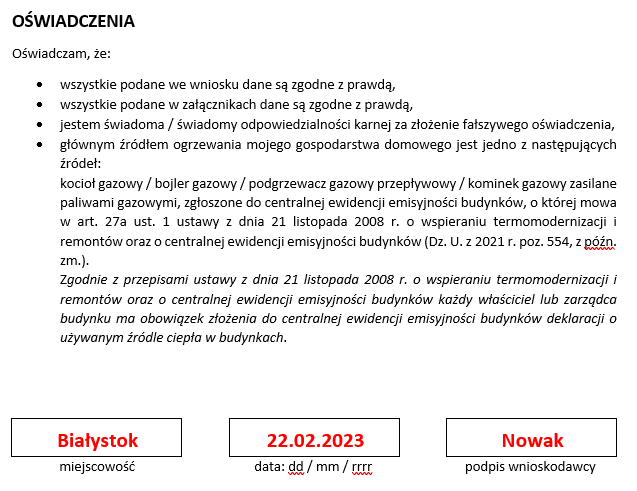 OŚWIADCZENIA
Oświadczam, że:
• wszystkie podane we wniosku dane są zgodne z prawdą,
• wszystkie podane w załącznikach dane są zgodne z prawdą,
• jestem świadoma / świadomy odpowiedzialności karnej za złożenie fałszywego oświadczenia,
• głównym źródłem ogrzewania mojego gospodarstwa domowego jest jedno z następujących
źródeł:
kocioł gazowy / bojler gazowy / podgrzewacz gazowy przepływowy / kominek gazowy zasilane
paliwami gazowymi, zgłoszone do centralnej ewidencji emisyjności budynków, o której mowa
w art. 27a ust. 1 ustawy z dnia 21 listopada 2008 r. o wspieraniu termomodernizacji i
remontów oraz o centralnej ewidencji emisyjności budynków (Dz. U. z 2021 r. poz. 554, z późn.
zm.).
Zgodnie z przepisami ustawy z dnia 21 listopada 2008 r. o wspieraniu termomodernizacji i
remontów oraz o centralnej ewidencji emisyjności budynków każdy właściciel lub zarządca
budynku ma obowiązek złożenia do centralnej ewidencji emisyjności budynków deklaracji o
używanym źródle ciepła w budynkach.
Białystok 22.02.2023 Nowak
miejscowość data: dd / mm / rrrr podpis wnioskodawcy